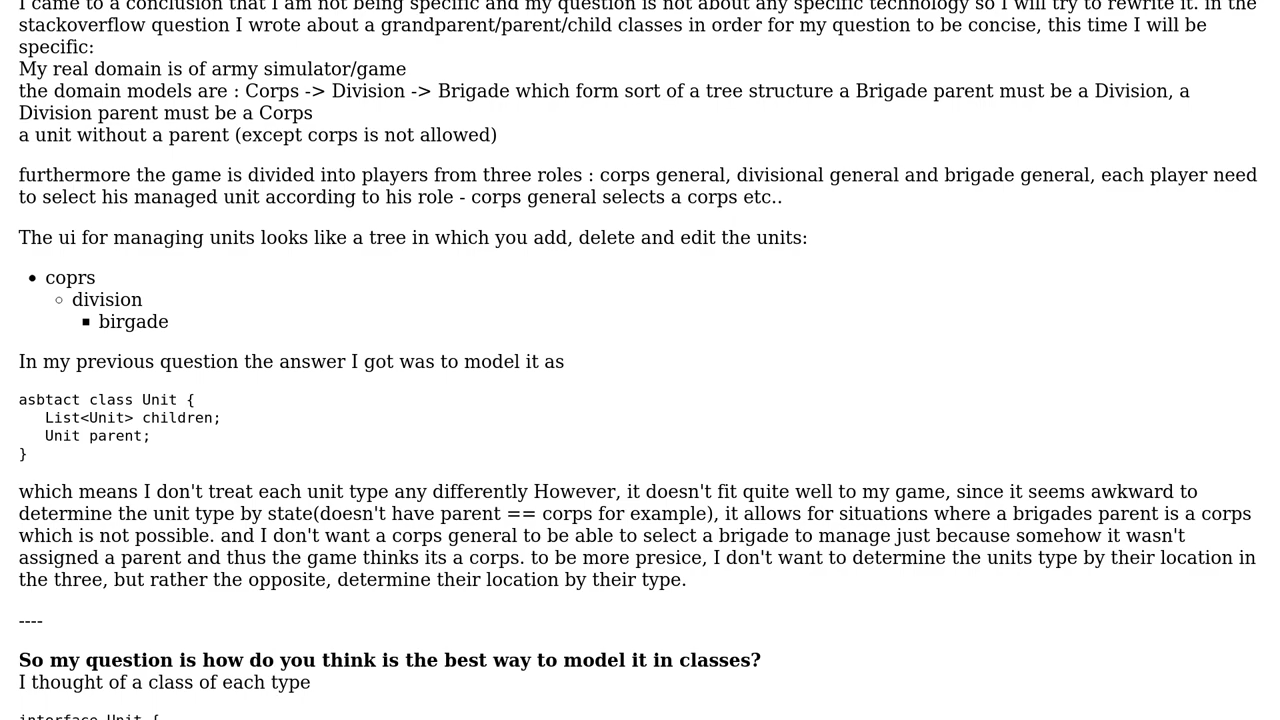 I came to a conclusion that I am not being specific and my question is not about any specific technology so I will try to rewrite it. in the
stackoverflow question I wrote about a grandparent/parent/child classes in order for my question to be concise, this time I will be
specific:
My real domain is of army simulator/game
the domain models are : Corps -> Division -> Brigade which form sort of a tree structure a Brigade parent must be a Division, a
Division parent must be a Corps
a unit without a parent (except corps is not allowed)
furthermore the game is divided into players from three roles : corps general, divisional general and brigade general, each player need
to select his managed unit according to his role - corps general selects a corps etc..
The ui for managing units looks like a tree in which you add, delete and edit the units:
coprs
division
birgade
In my previous question the answer I got was to model it as
asbtact class Unit {
List<Unit> children;
Unit parent;
}
which means I don't treat each unit type any differently However, it doesn't fit quite well to my game, since it seems awkward to
determine the unit type by state(doesn't have parent == corps for example), it allows for situations where a brigades parent is a corps
which is not possible. and I don't want a corps general to be able to select a brigade to manage just because somehow it wasn't
assigned a parent and thus the game thinks its a corps. to be more presice, I don't want to determine the units type by their location in
the three, but rather the opposite, determine their location by their type.
----
So my question is how do you think is the best way to model it in classes?
I thought of a class of each type
interface Unit {